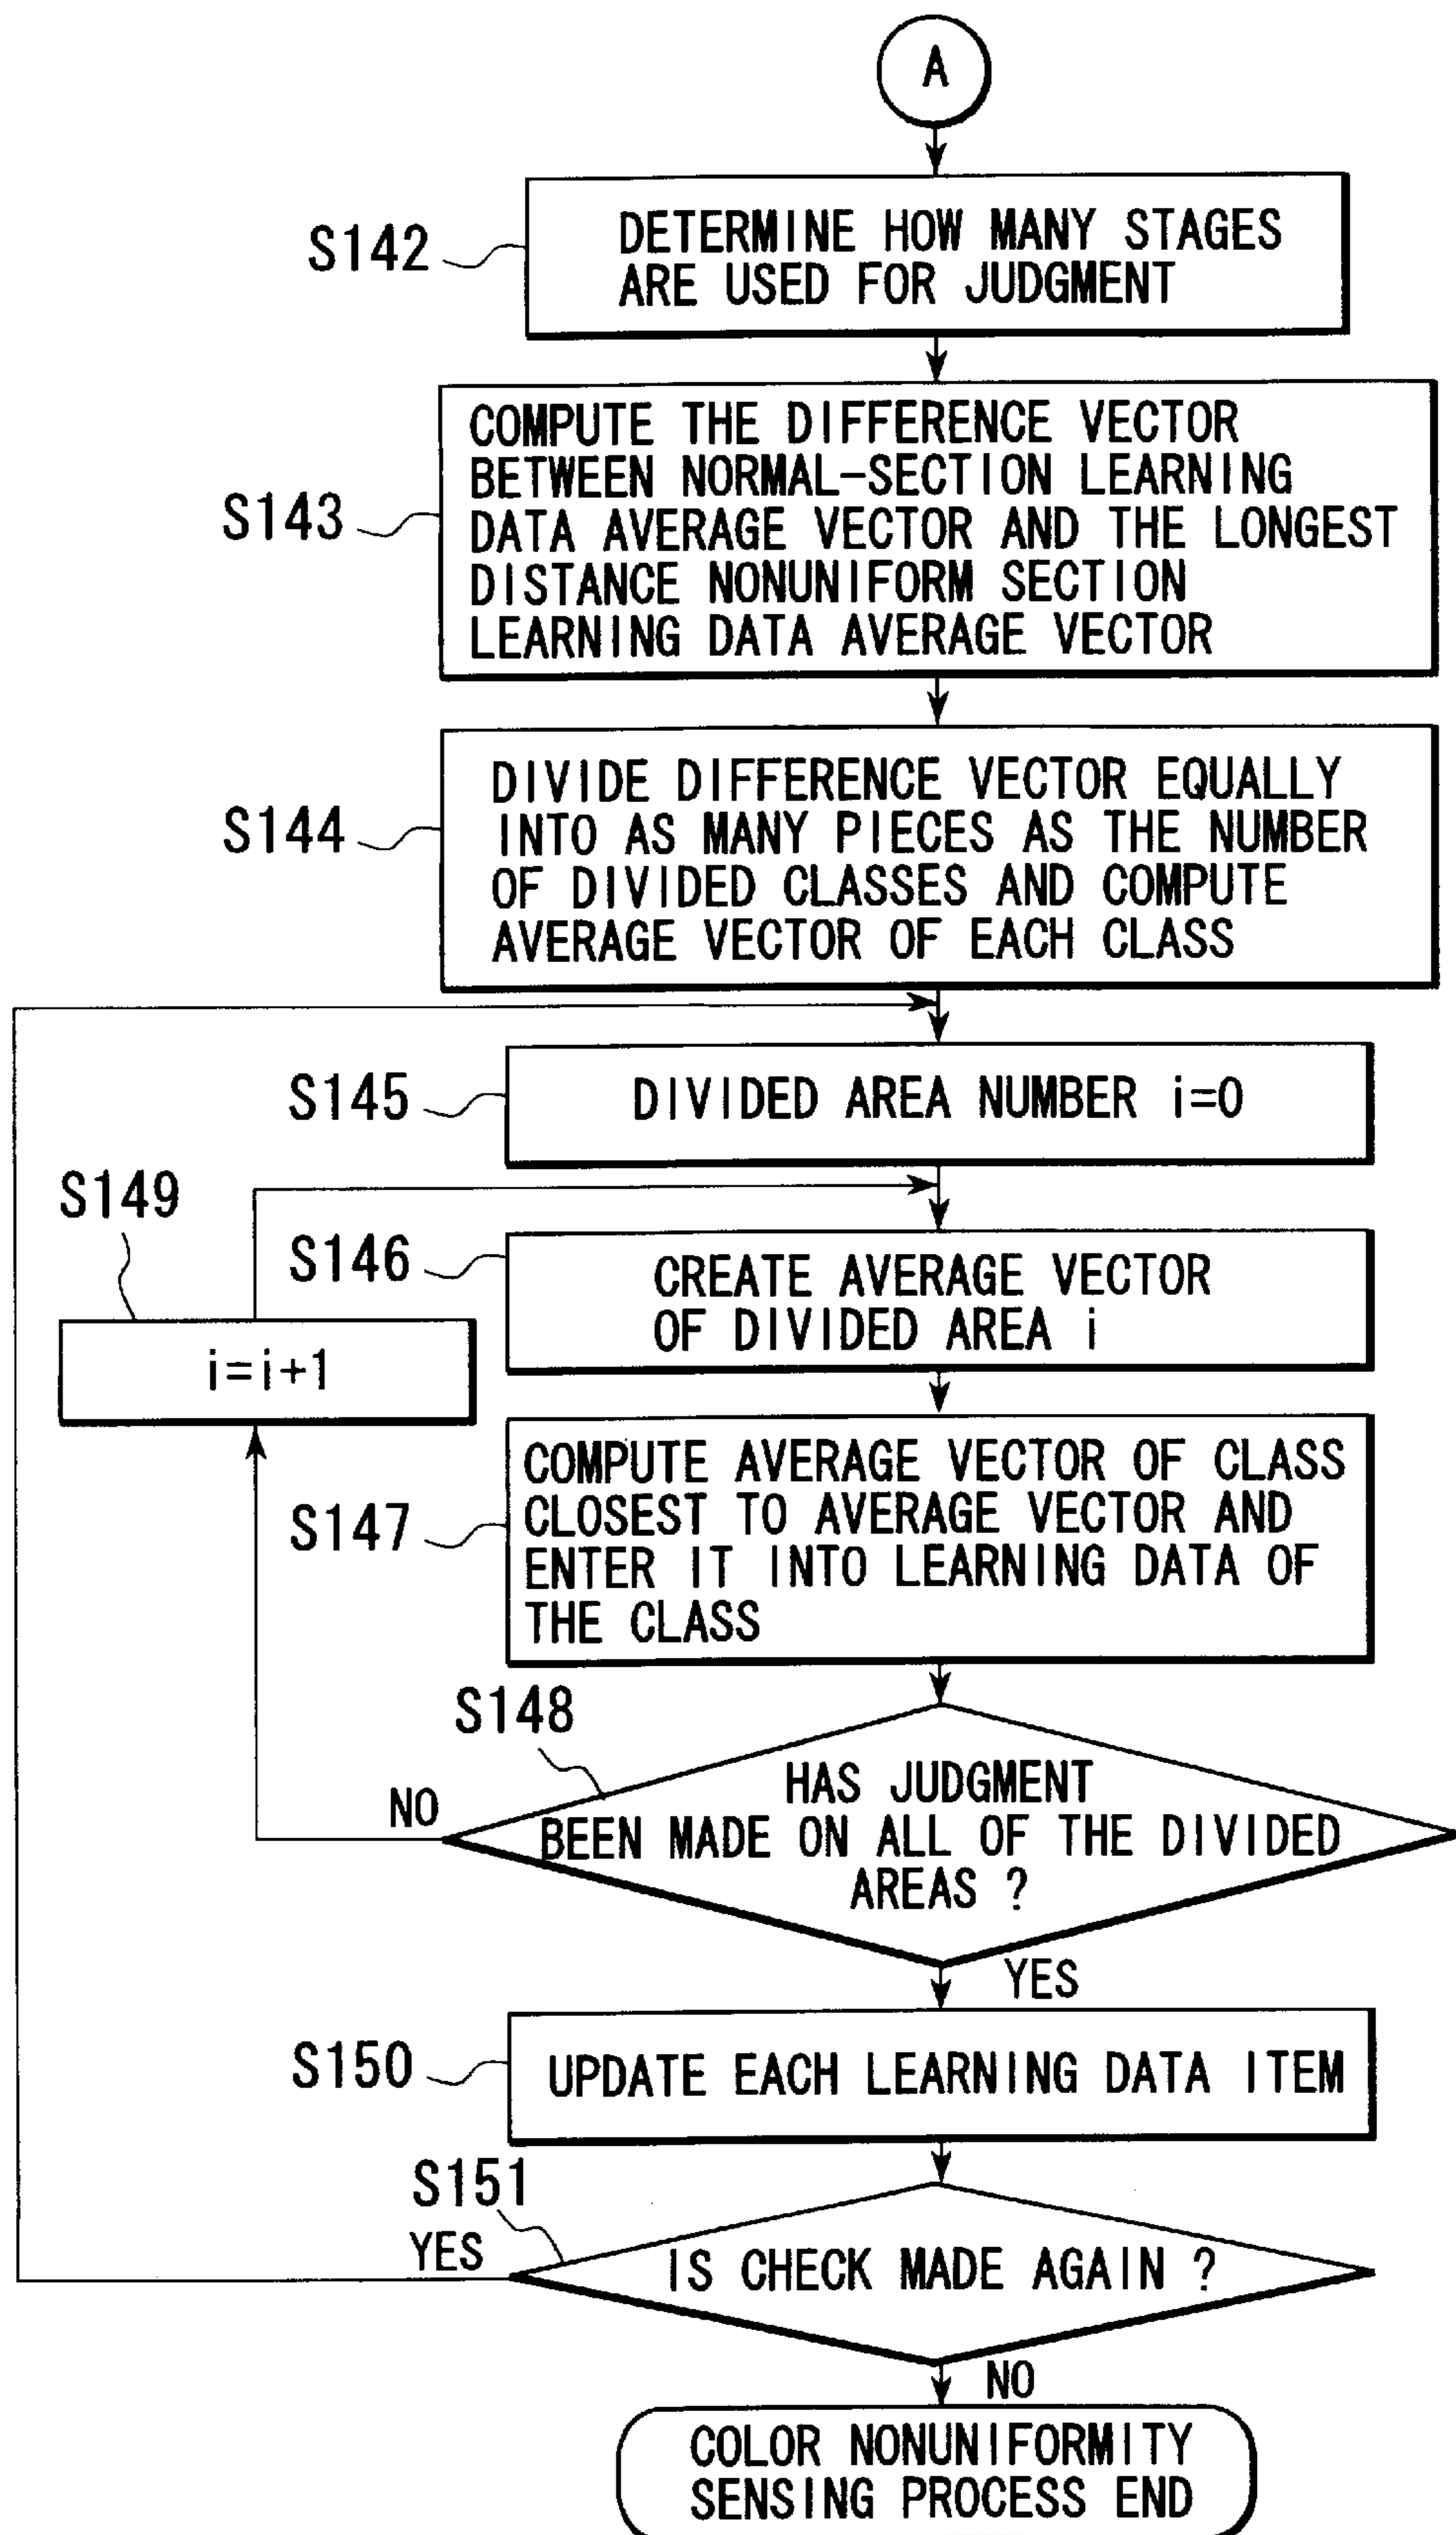 A
S142
DETERMINE HOW MANY STAGES
ARE USED FOR JUDGMENT
S143
COMPUTE THE DIFFERENCE VECTOR
BETWEEN NORMAL-SECTION LEARNING
DATA AVERAGE VECTOR AND THE LONGEST
DISTANCE NONUNIFORM SECTION
LEARNING DATA AVERAGE VECTOR
S144
DIVIDE DIFFERENCE VECTOR EQUALLY
INTO AS MANY PIECES AS THE NUMBER
OF DIVIDED CLASSES AND COMPUTE
AVERAGE VECTOR OF EACH CLASS
S145
DIVIDED AREA NUMBER i=0
S149
i=i+1
S146
CREATE AVERAGE VECTOR
OF DIVIDED AREA i
S147
COMPUTE AVERAGE VECTOR OF CLASS
CLOSEST TO AVERAGE VECTOR AND
ENTER IT INTO LEARNING DATA OF
THE CLASS
S148
HAS JUDGMENT
BEEN MADE ON ALL OF THE DIVIDED
AREAS ?
NO
YES
S150
UPDATE EACH LEARNING DATA ITEM
S151
YES
IS CHECK MADE AGAIN ?
NO
COLOR NONUNIFORMITY
SENSING PROCESS END